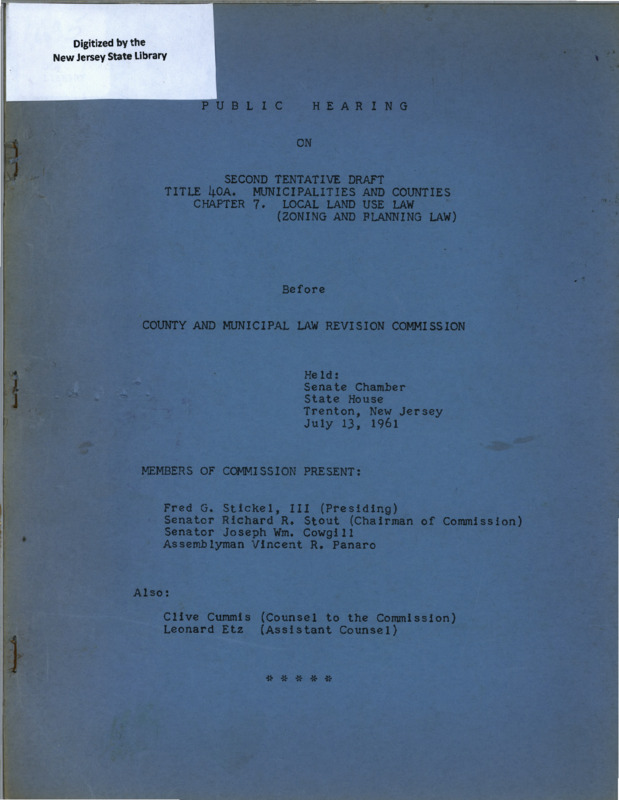 Digitized by the
New Jersey State Library
PUBLIC HEARING
ON
SECOND TENTATIVE DRAFT
TITLE 40A. MUNICIPALITIES AND COUNTIES
CHAPTER 7. LOCAL LAND USE LAW
(ZONING AND PLANNING LAW)
Before
COUNTY AND MUNICIPAL LAW REVISION COMMISSION
Held:
Senate Chamber
State House
Trenton, New Jersey
July 13, 1961
MEMBERS OF COMMISSION PRESENT:
Fred G. Stickel, III (Presiding)
Senator Richard R. Stout (Chairman of Commission)
Senator Joseph Wm. Cowgill
Assemblyman Vincent R. Panaro
Also:
Clive Cummis (Counsel to the Commission)
Leonard Etz (Assistant Counsel)
* * * * *